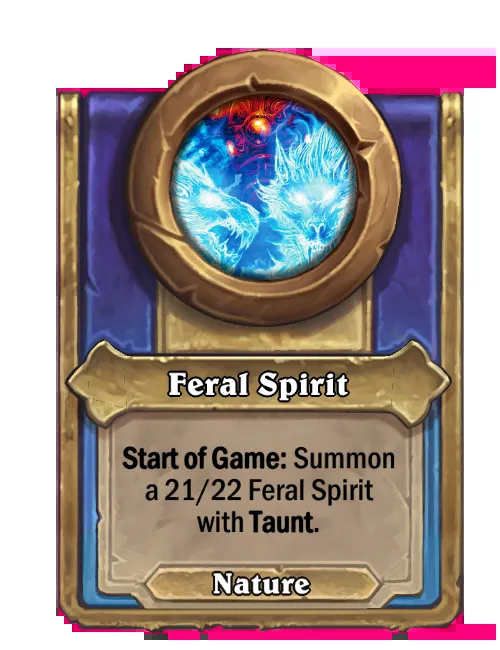 Feral Spirit
Start of Game: Summon
a 21/22 Feral Spirit
with Taunt.
Nature